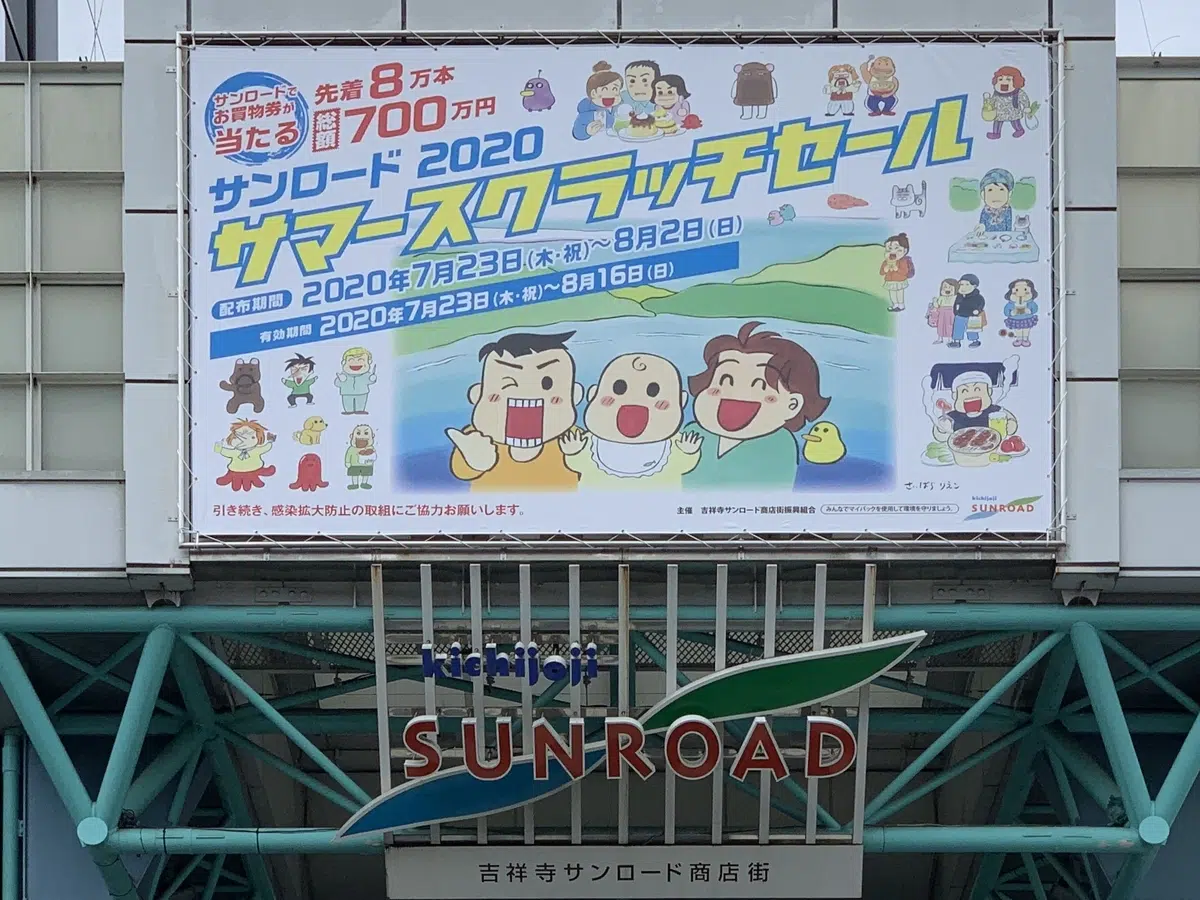 サンロードで
お買物券が
当たる
先着8万本
総額700万円
サンロード 2020
サマースクラッチセール
配布期間 2020年7月23日(木・祝)～8月2日(日)
有効期間 2020年7月23日(木・祝)～8月16日(日)
さいばらりえこ
引き続き、感染拡大防止の取組にご協力お願いします。
主催 吉祥寺サンロード商店街振興組合
みんなでマイバックを使用して環境を守りましょう。
kichijoji
SUNROAD
kichijoji
SUNROAD
吉祥寺サンロード商店街